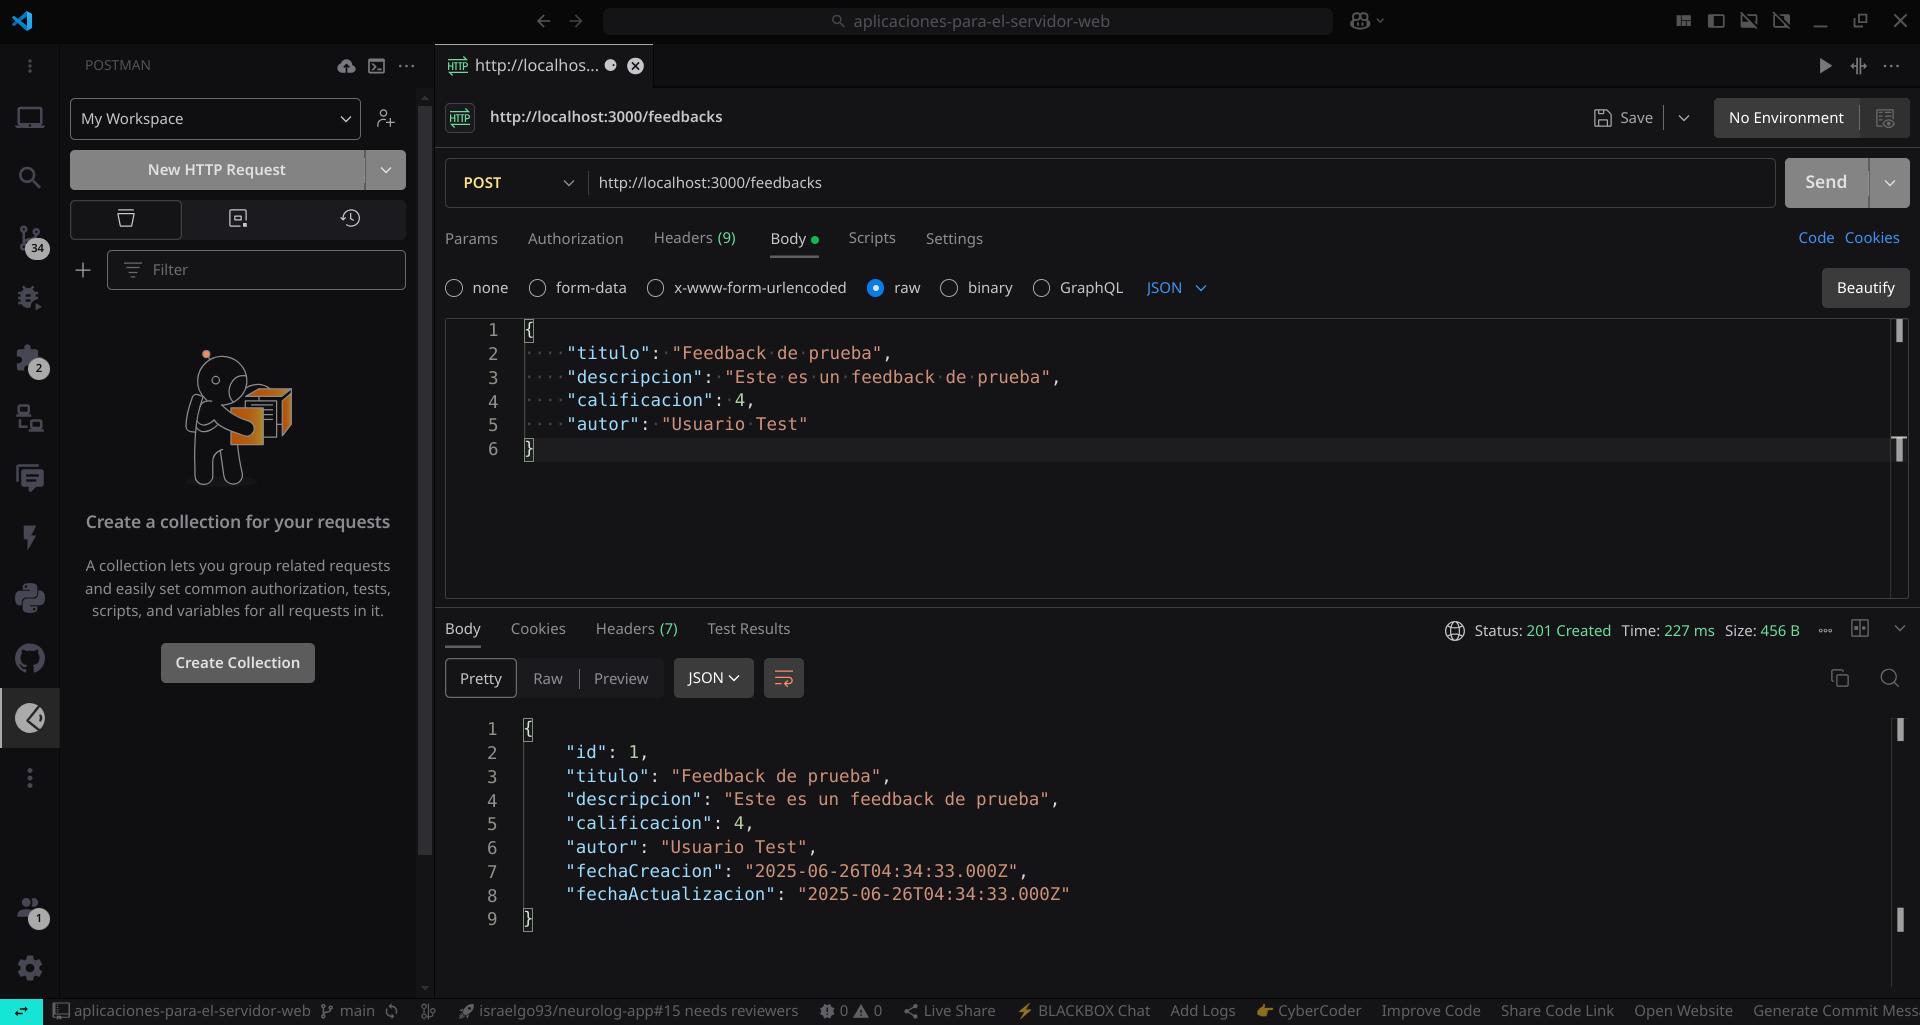 aplicaciones-para-el-servidor-web
POSTMAN
My Workspace
New HTTP Request
Filter
34
2
1
Create a collection for your requests
A collection lets you group related requests
and easily set common authorization, tests,
scripts, and variables for all requests in it.
Create Collection
HTTP http://localhos...
HTTP http://localhost:3000/feedbacks
Save
No Environment
POST http://localhost:3000/feedbacks
Send
Params Authorization Headers (9) Body Scripts Settings
Code Cookies
none form-data x-www-form-urlencoded raw binary GraphQL JSON
Beautify
1 {
2 ····"titulo":·"Feedback·de·prueba",
3 ····"descripcion":·"Este·es·un·feedback·de·prueba",
4 ····"calificacion":·4,
5 ····"autor":·"Usuario·Test"
6 }
Body Cookies Headers (7) Test Results
Status: 201 Created Time: 227 ms Size: 456 B
Pretty Raw Preview JSON
1 {
2 "id": 1,
3 "titulo": "Feedback de prueba",
4 "descripcion": "Este es un feedback de prueba",
5 "calificacion": 4,
6 "autor": "Usuario Test",
7 "fechaCreacion": "2025-06-26T04:34:33.000Z",
8 "fechaActualizacion": "2025-06-26T04:34:33.000Z"
9 }
aplicaciones-para-el-servidor-web main israelgo93/neurolog-app#15 needs reviewers 0 0 Live Share BLACKBOX Chat Add Logs CyberCoder Improve Code Share Code Link Open Website Generate Commit Mess